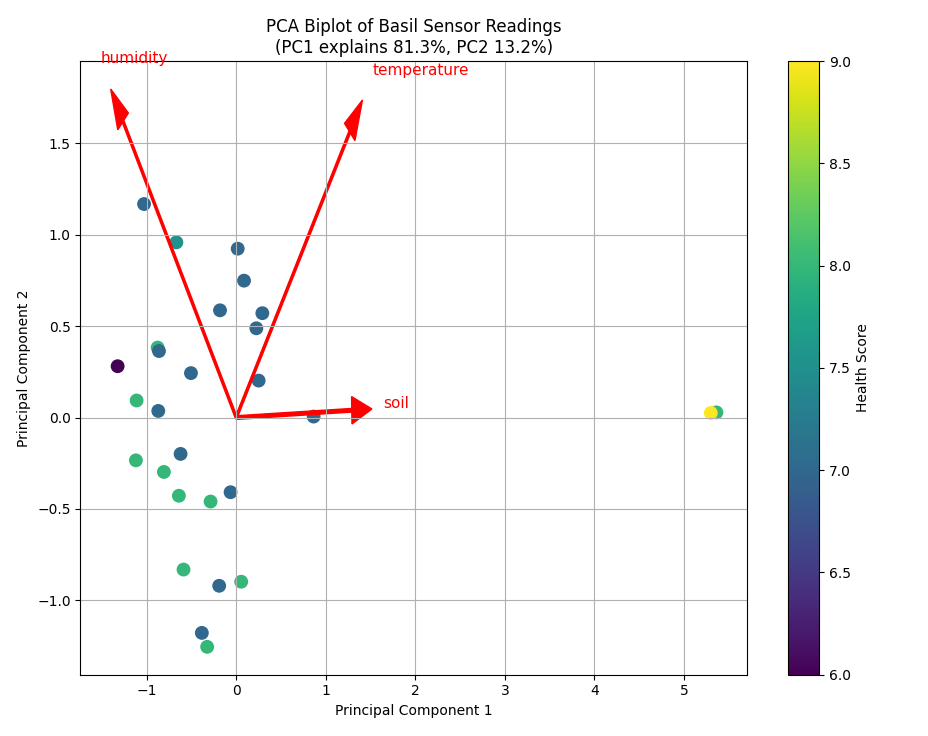 PCA Biplot of Basil Sensor Readings
(PC1 explains 81.3%, PC2 13.2%)
humidity
temperature
soil
1.5
1.0
0.5
0.0
−0.5
−1.0
Principal Component 2
−1
0
1
2
3
4
5
Principal Component 1
9.0
8.5
8.0
7.5
7.0
6.5
6.0
Health Score